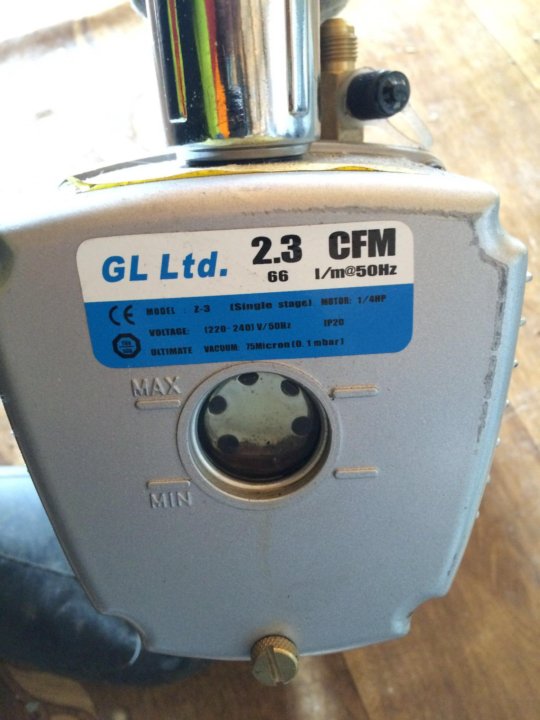 GL Ltd. 2.3 CFM
66 l/m@50Hz
CE MODEL : Z-3 (Single stage) MOTOR: 1/4HP
VOLTAGE: (220-240)V/50Hz IP20
ULTIMATE VACUUM: 75Micron(0.1mbar)
MAX
MIN